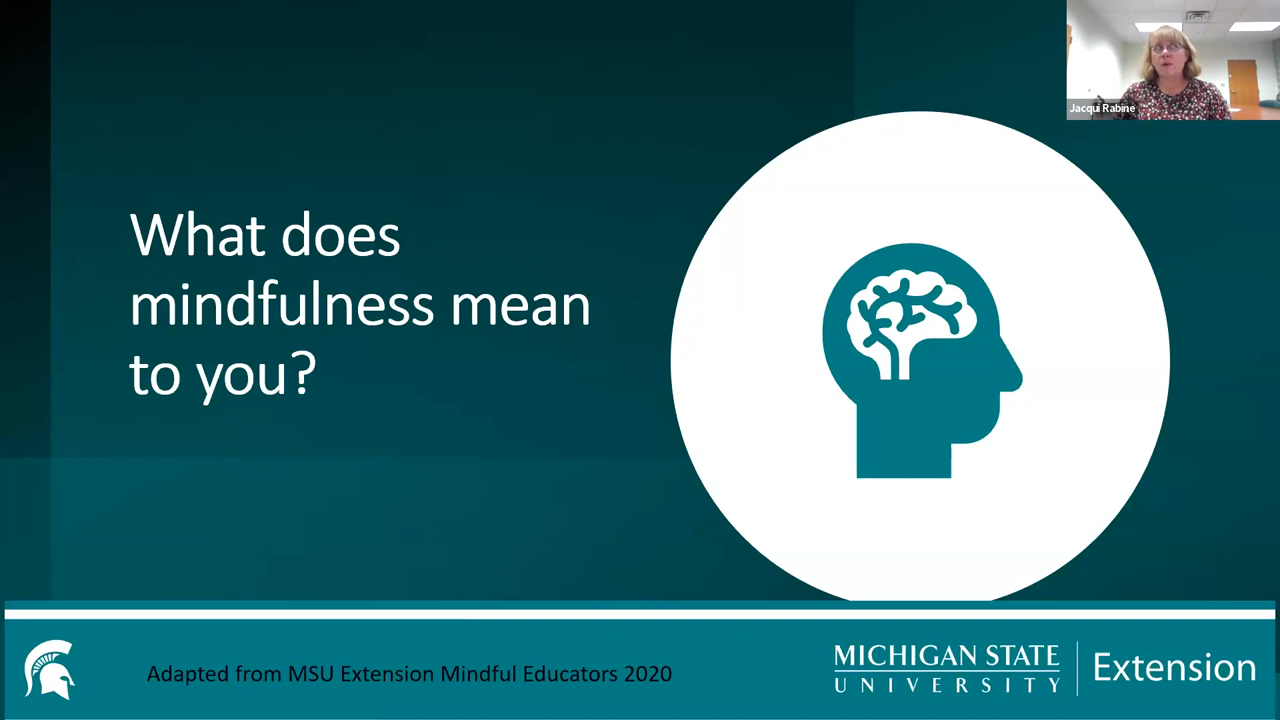 Jacqui Rabine
What does
mindfulness mean
to you?
Adapted from MSU Extension Mindful Educators 2020
MICHIGAN STATE
UNIVERSITY
Extension